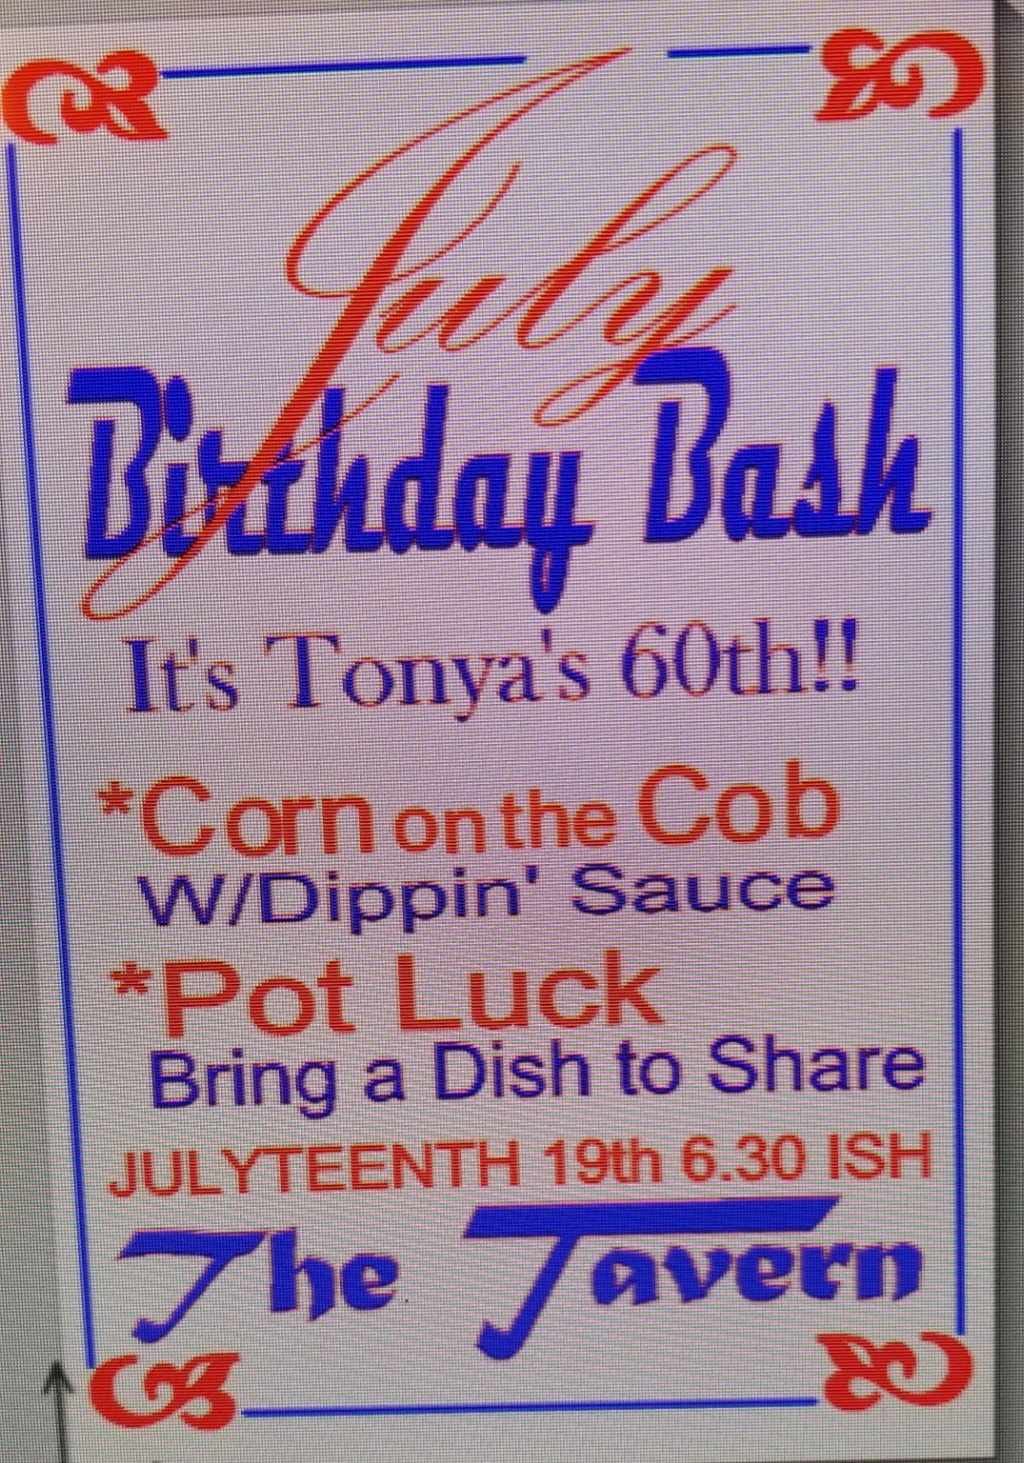 July
Birthday Bash
It's Tonya's 60th!!
*Corn on the Cob
W/Dippin' Sauce
*Pot Luck
Bring a Dish to Share
JULYTEENTH 19th 6.30 ISH
The Tavern